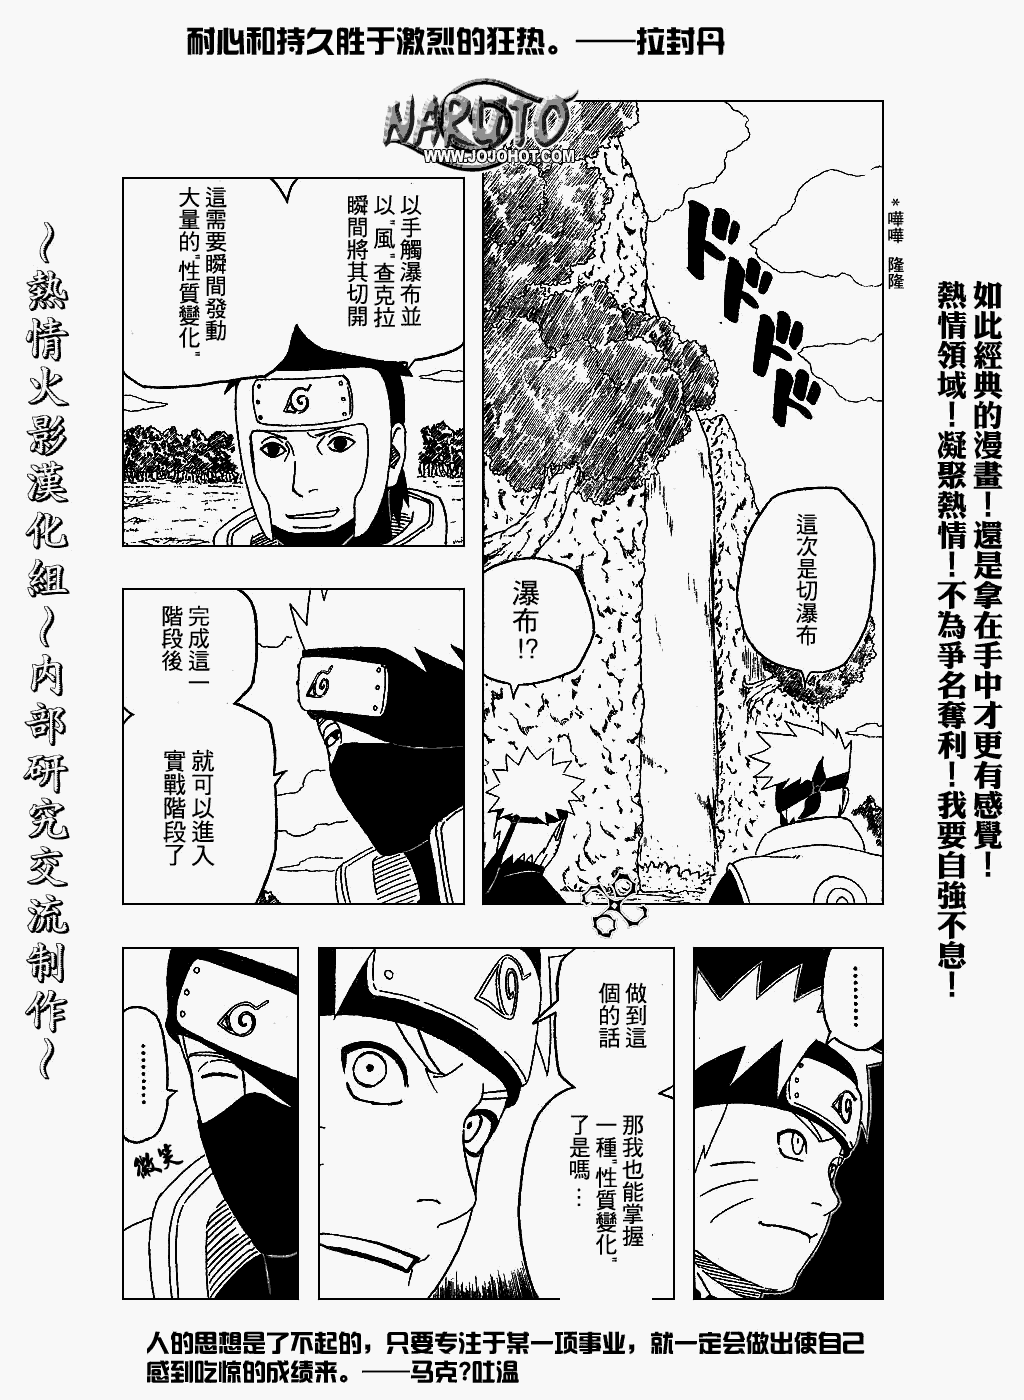 耐心和持久胜于激烈的狂热。——拉封丹
NARUTO
WWW.JOJOHOT.COM
*嘩嘩 隆隆
ドドドド
這次是切瀑布
瀑布!?
以手觸瀑布並
以"風"查克拉
瞬間將其切開
這需要瞬間發動
大量的"性質變化"
完成這一
階段後
就可以進入
實戰階段了
………
做到這
個的話
那我也能掌握
一種"性質變化"
了是嗎…
………
微笑
如此經典的漫畫！還是拿在手中才更有感覺！
熱情領域！凝聚熱情！不為爭名奪利！我要自強不息！
~熱情火影漢化組~內部研究交流制作~
人的思想是了不起的，只要专注于某一项事业，就一定会做出使自己
感到吃惊的成绩来。——马克?吐温